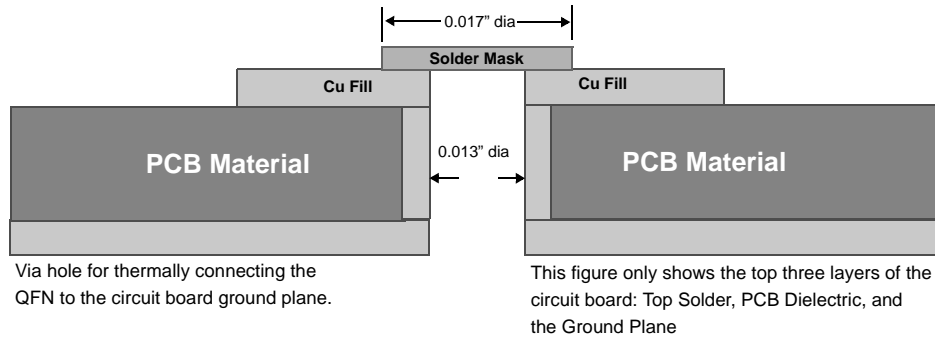 0.017” dia
Solder Mask
Cu Fill
Cu Fill
0.013” dia
PCB Material
PCB Material
Via hole for thermally connecting the
QFN to the circuit board ground plane.
This figure only shows the top three layers of the
circuit board: Top Solder, PCB Dielectric, and
the Ground Plane